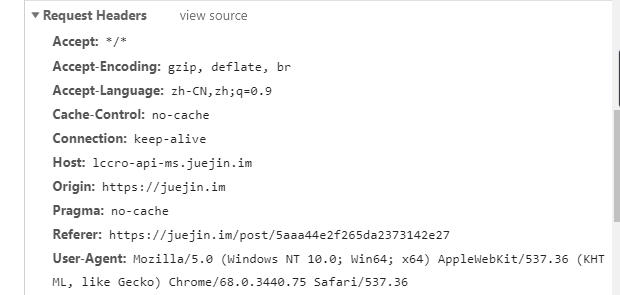 Request Headers view source
Accept: */*
Accept-Encoding: gzip, deflate, br
Accept-Language: zh-CN,zh;q=0.9
Cache-Control: no-cache
Connection: keep-alive
Host: lccro-api-ms.juejin.im
Origin: https://juejin.im
Pragma: no-cache
Referer: https://juejin.im/post/5aaa44e2f265da2373142e27
User-Agent: Mozilla/5.0 (Windows NT 10.0; Win64; x64) AppleWebKit/537.36 (KHT
ML, like Gecko) Chrome/68.0.3440.75 Safari/537.36